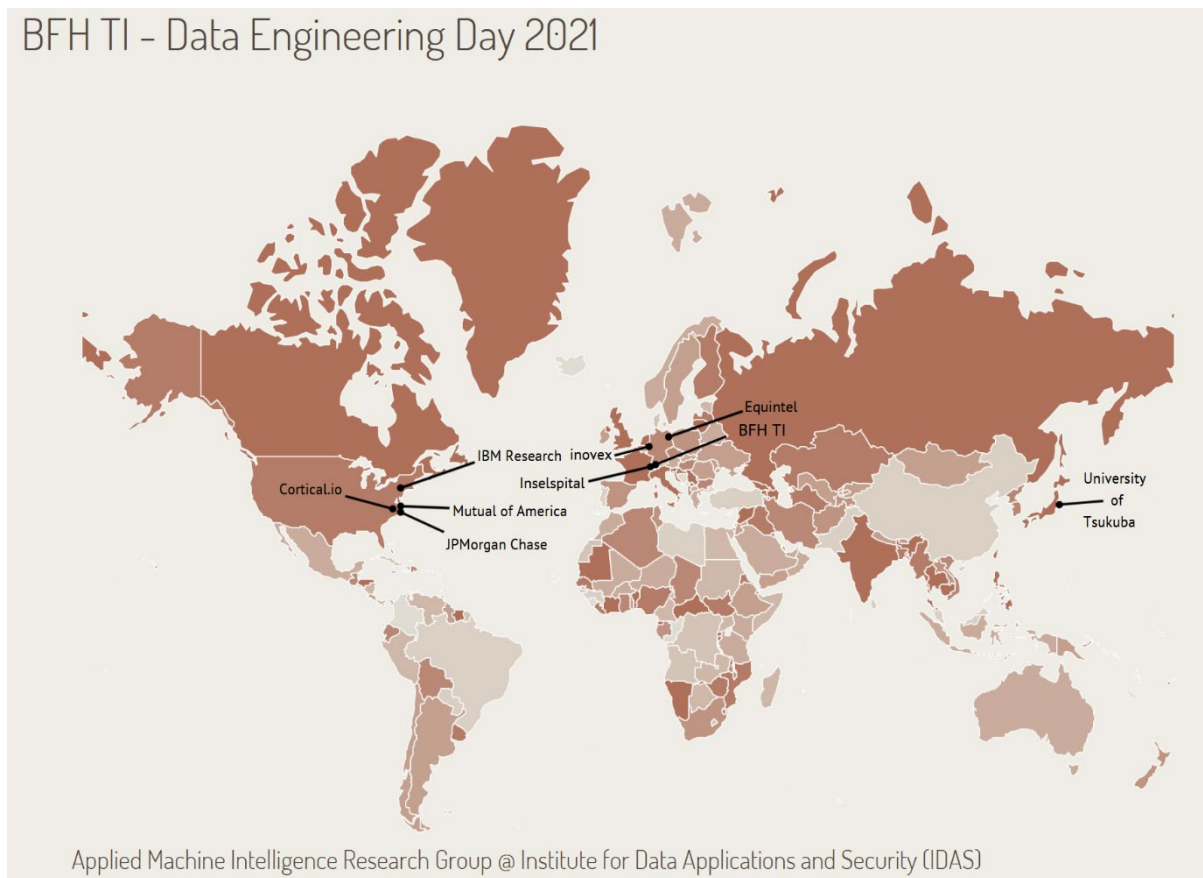 BFH TI - Data Engineering Day 2021
Equintel
BFH TI
IBM Research
inovex
Inselspital
Cortical.io
Mutual of America
JPMorgan Chase
University
of
Tsukuba
Applied Machine Intelligence Research Group @ Institute for Data Applications and Security (IDAS)